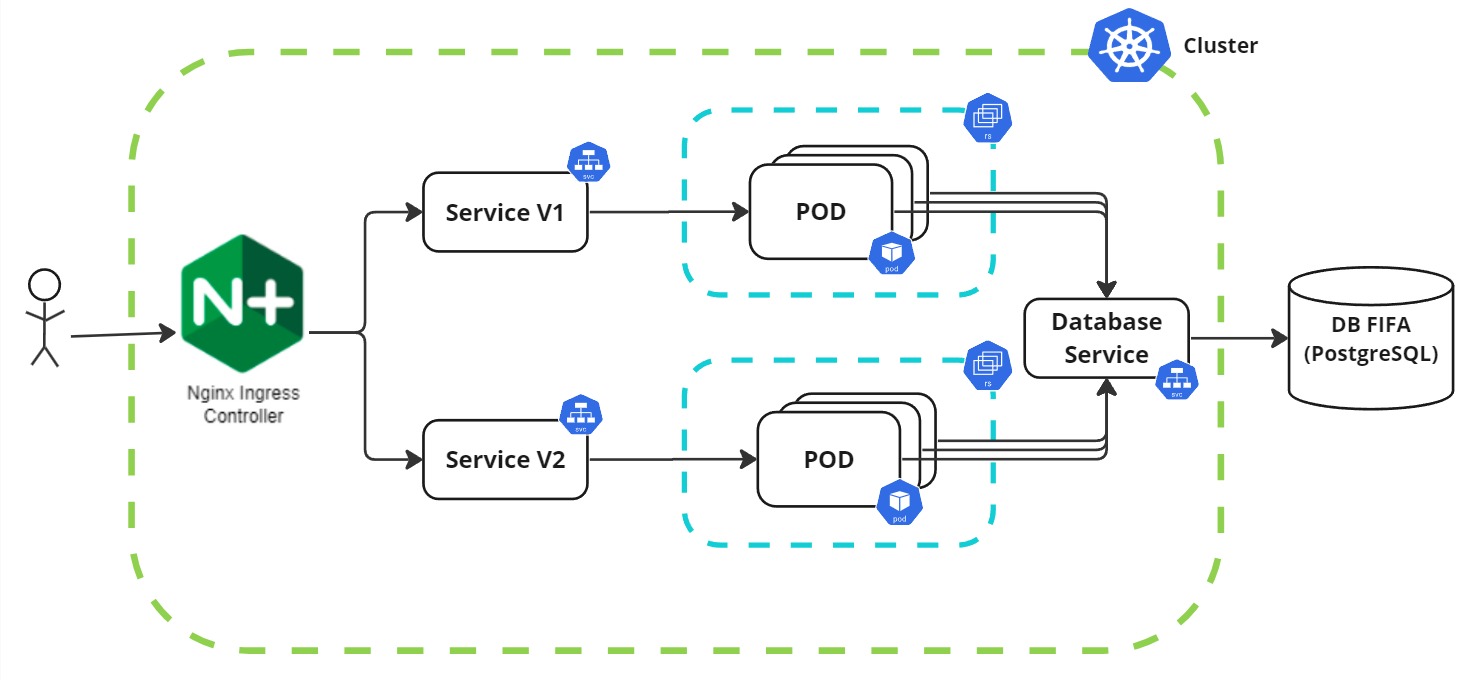 Cluster
rs
svc
Service V1
POD
pod
N+
Nginx Ingress
Controller
Database
Service
svc
DB FIFA
(PostgreSQL)
rs
svc
Service V2
POD
pod